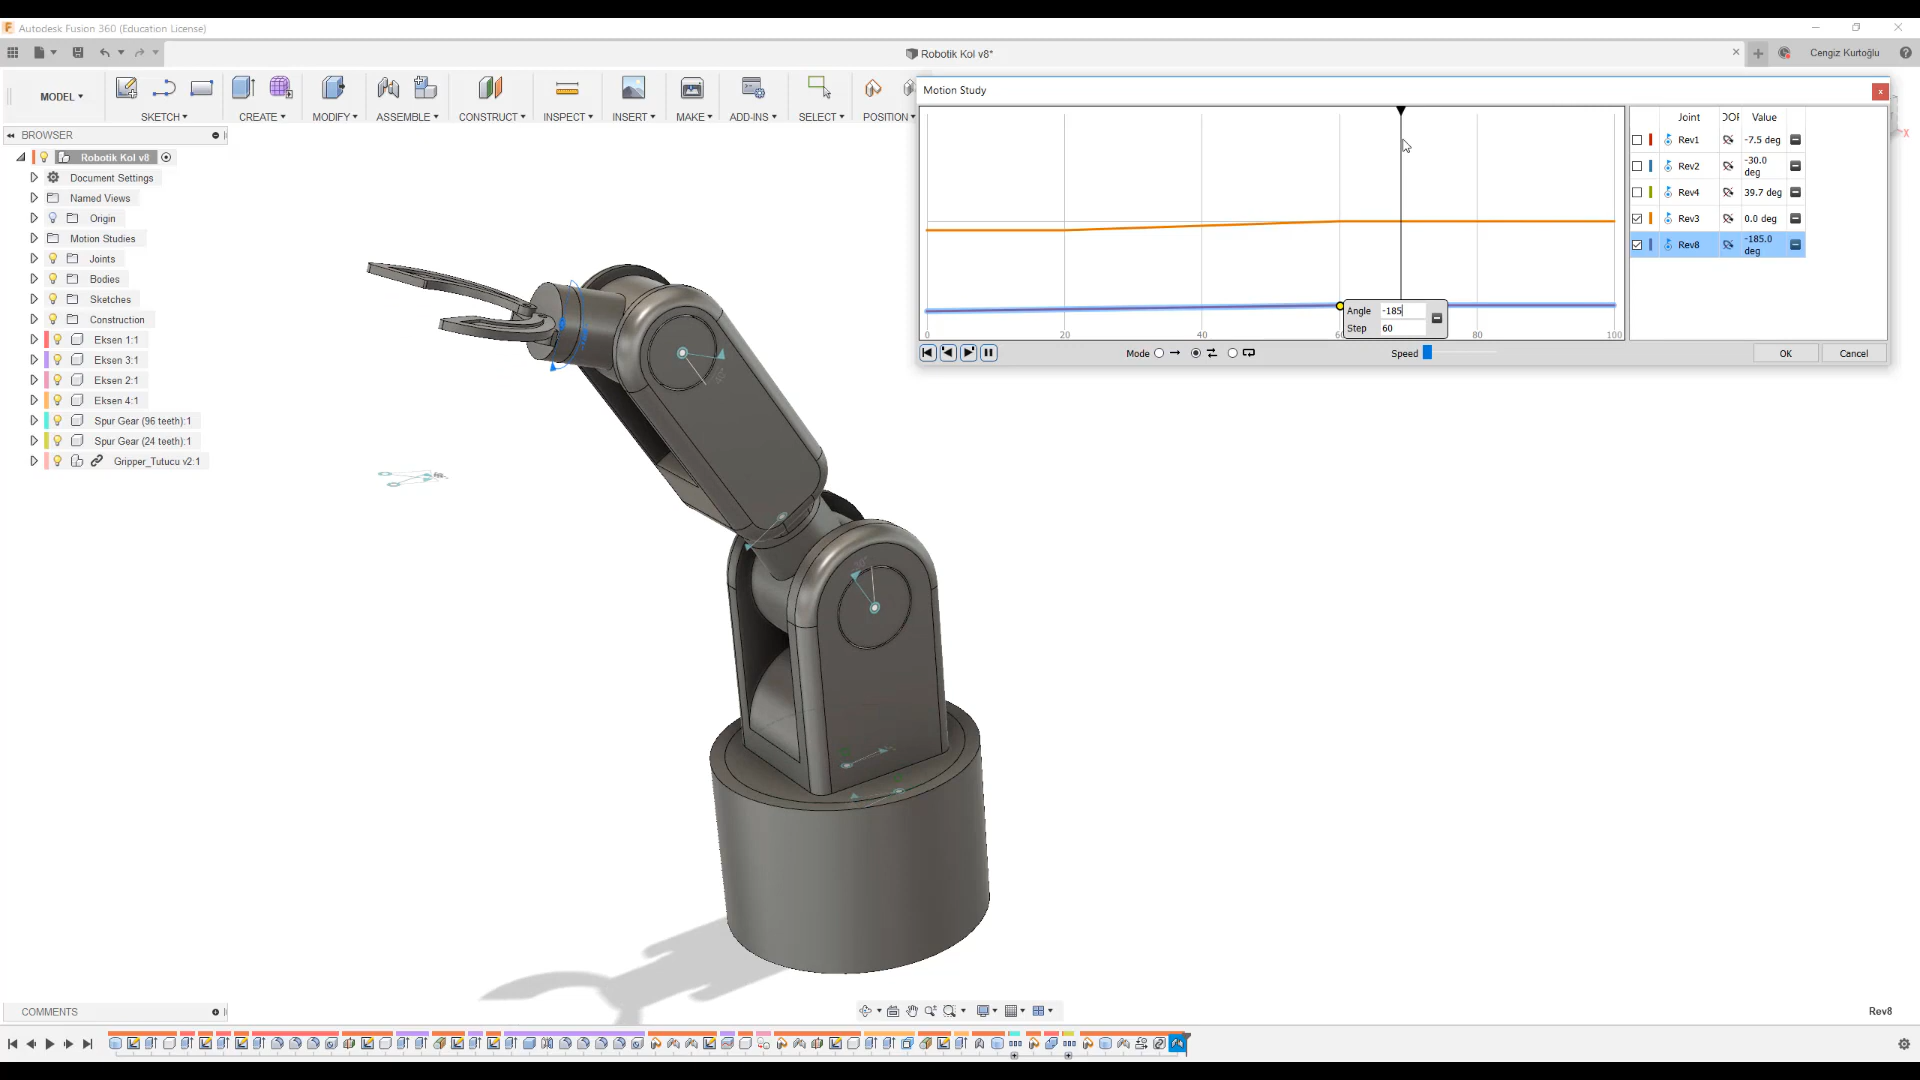 Autodesk Fusion 360 (Education License)
Robotik Kol v8*
Cengiz Kurtoğlu
MODEL ▾
SKETCH ▾
CREATE ▾
MODIFY ▾
ASSEMBLE ▾
CONSTRUCT ▾
INSPECT ▾
INSERT ▾
MAKE ▾
ADD-INS ▾
SELECT ▾
POSITION ▾
BROWSER
Robotik Kol v8
Document Settings
Named Views
Origin
Motion Studies
Joints
Bodies
Sketches
Construction
Eksen 1:1
Eksen 3:1
Eksen 2:1
Eksen 4:1
Spur Gear (96 teeth):1
Spur Gear (24 teeth):1
Gripper_Tutucu v2:1
Motion Study
Joint DOF Value
Rev1 -7.5 deg
Rev2 -30.0 deg
Rev4 39.7 deg
Rev3 0.0 deg
Rev8 -185.0 deg
Angle -185
Step 60
0 20 40 60 80 100
Mode
Speed
OK
Cancel
X
COMMENTS
Rev8